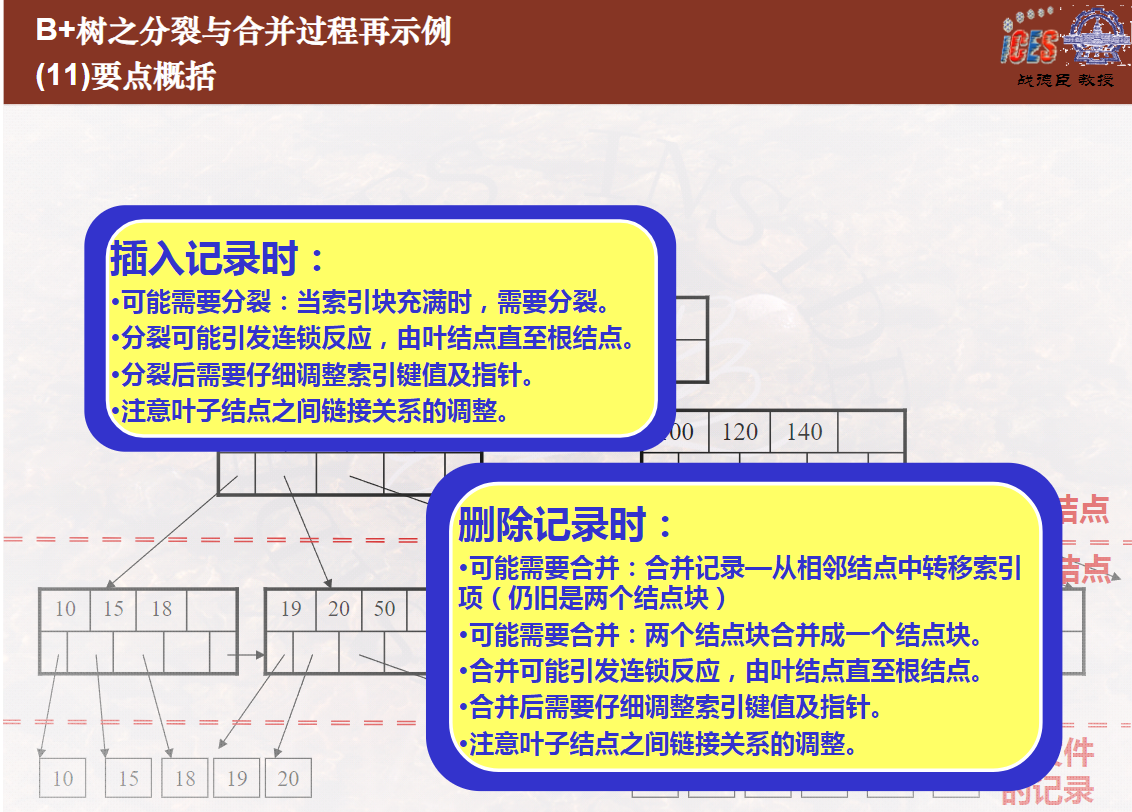 B+树之分裂与合并过程再示例
(11)要点概括
iCES
战德臣 教授
插入记录时：
•可能需要分裂：当索引块充满时，需要分裂。
•分裂可能引发连锁反应，由叶结点直至根结点。
•分裂后需要仔细调整索引键值及指针。
•注意叶子结点之间链接关系的调整。
00 120 140
删除记录时：
•可能需要合并：合并记录—从相邻结点中转移索引
项（仍旧是两个结点块）
•可能需要合并：两个结点块合并成一个结点块。
•合并可能引发连锁反应，由叶结点直至根结点。
•合并后需要仔细调整索引键值及指针。
•注意叶子结点之间链接关系的调整。
结点
结点
10 15 18
19 20 50
件
的记录
10 15 18 19 20